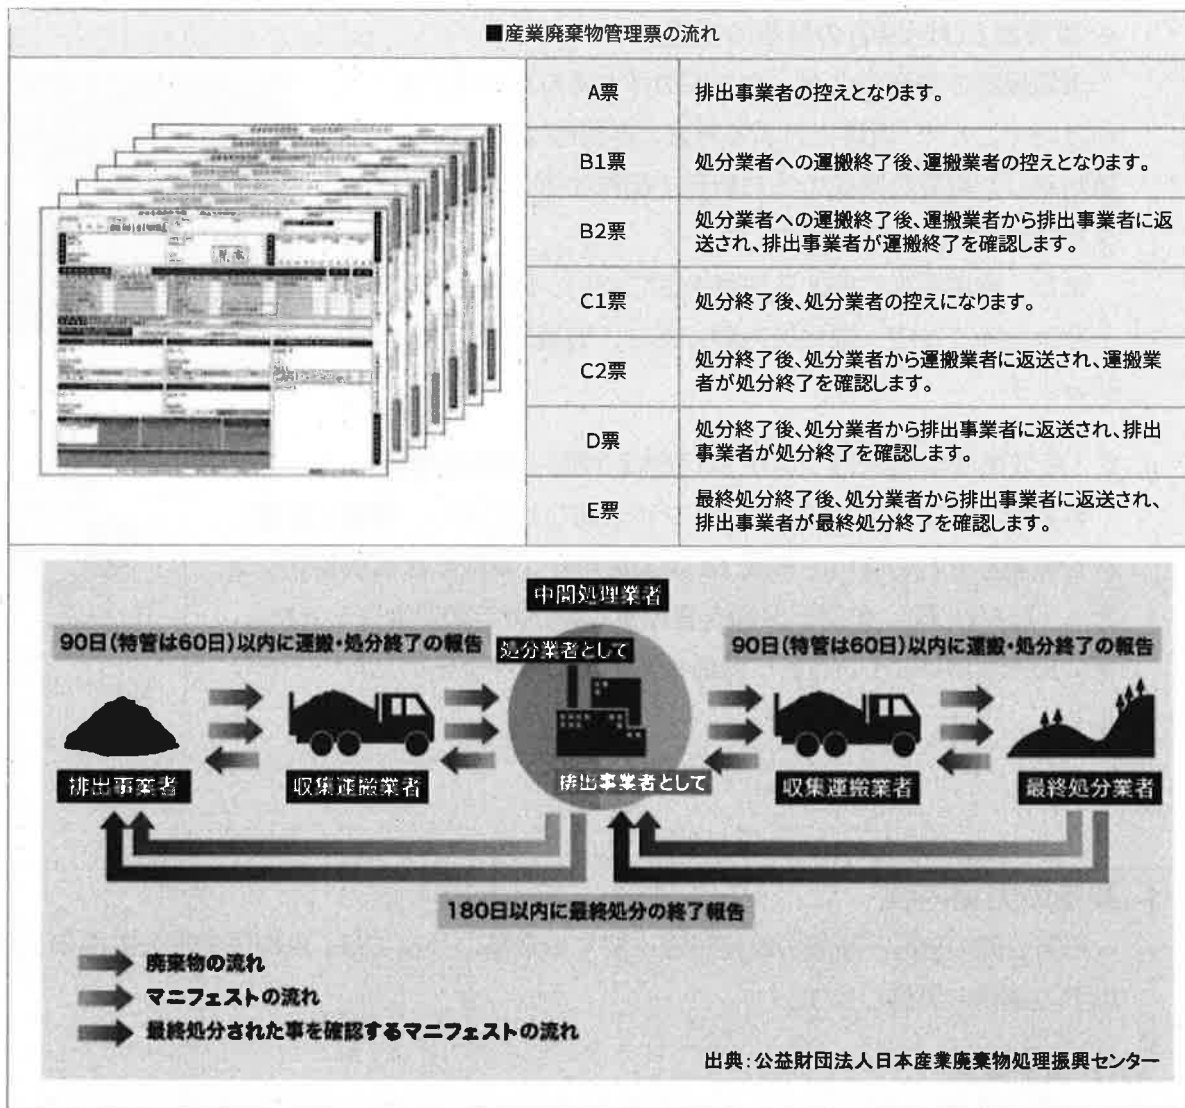 ■産業廃棄物管理票の流れ
A票
排出事業者の控えとなります。
B1票
処分業者への運搬終了後、運搬業者の控えとなります。
B2票
処分業者への運搬終了後、運搬業者から排出事業者に返
送され、排出事業者が運搬終了を確認します。
C1票
処分終了後、処分業者の控えになります。
C2票
処分終了後、処分業者から運搬業者に返送され、運搬業
者が処分終了を確認します。
D票
処分終了後、処分業者から排出事業者に返送され、排出
事業者が処分終了を確認します。
E票
最終処分終了後、処分業者から排出事業者に返送され、
排出事業者が最終処分終了を確認します。
見本
中間処理業者
90日(特管は60日)以内に運搬・処分終了の報告
処分業者として
90日(特管は60日)以内に運搬・処分終了の報告
排出事業者
収集運搬業者
排出事業者として
収集運搬業者
最終処分業者
180日以内に最終処分の終了報告
廃棄物の流れ
マニフェストの流れ
最終処分された事を確認するマニフェストの流れ
出典：公益財団法人日本産業廃棄物処理振興センター